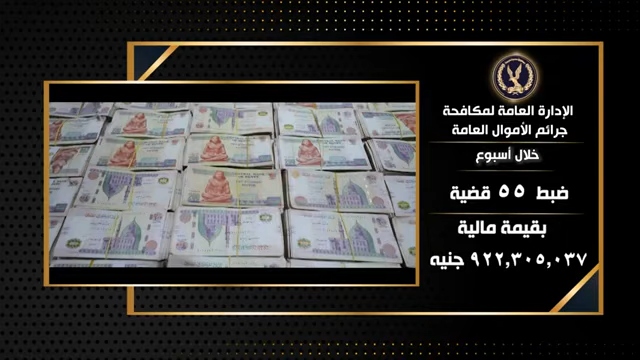 الإدارة العامة لمكافحة
جرائم الأموال العامة
خلال أسبوع
ضبط ٥٥ قضية
بقيمة مالية
٩٢٢,٣٠٥,٠٣٧ جنيه